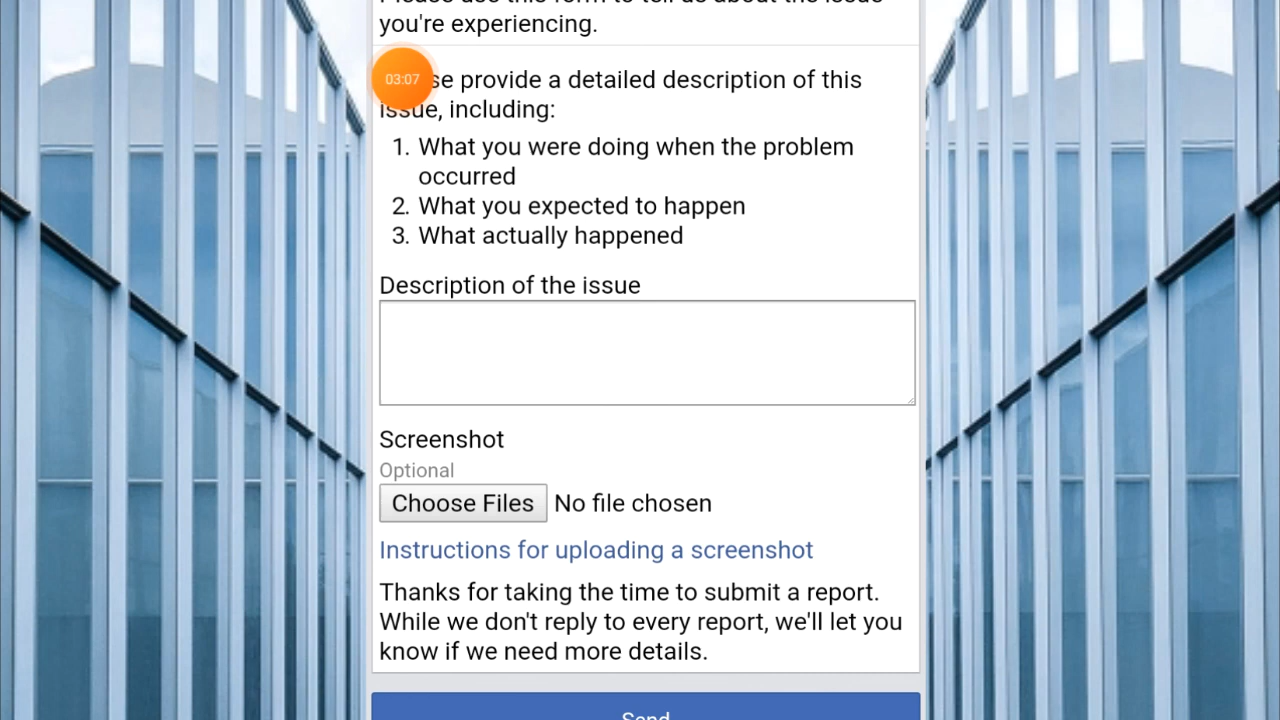 you're experiencing.
03:07
se provide a detailed description of this
issue, including:
1. What you were doing when the problem
occurred
2. What you expected to happen
3. What actually happened
Description of the issue
Screenshot
Optional
Choose Files No file chosen
Instructions for uploading a screenshot
Thanks for taking the time to submit a report.
While we don't reply to every report, we'll let you
know if we need more details.
Send